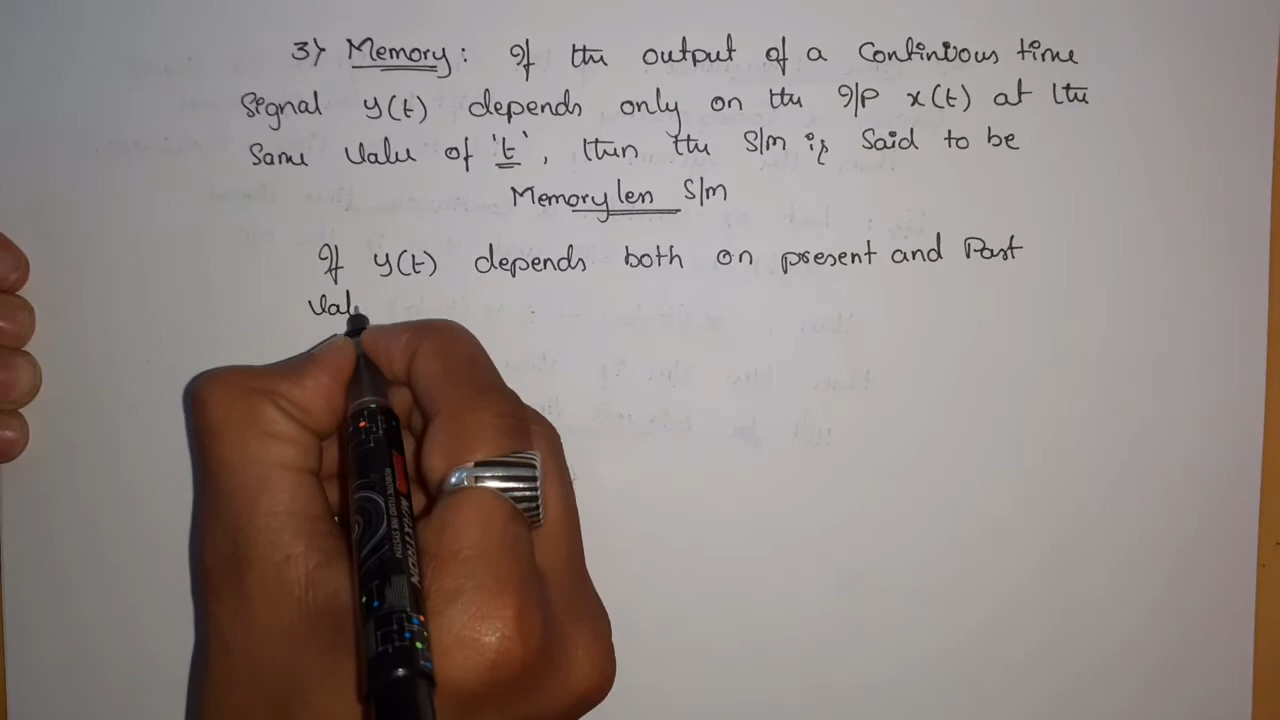 3) Memory: If the output of a Continuous time
Signal y(t) depends only on the I/P x(t) at the
Same Value of 't', then the S/m is Said to be
Memoryless S/m
If y(t) depends both on present and Past
Val